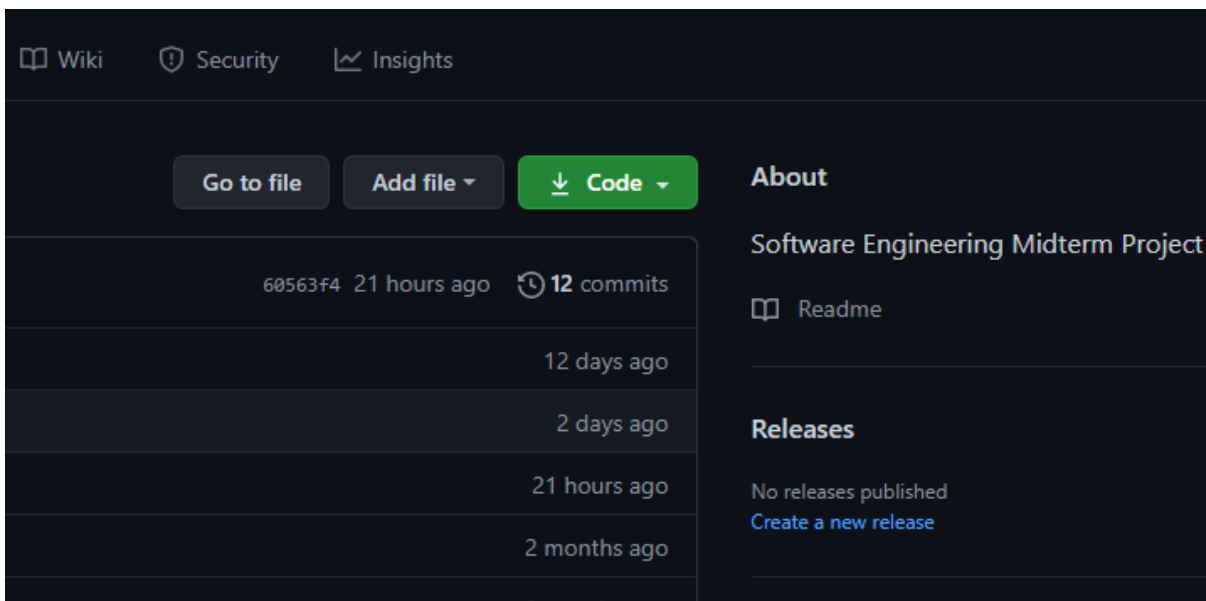 Wiki Security Insights
Go to file Add file Code
About
Software Engineering Midterm Project
60563f4 21 hours ago 12 commits
Readme
12 days ago
2 days ago
Releases
21 hours ago
No releases published
Create a new release
2 months ago